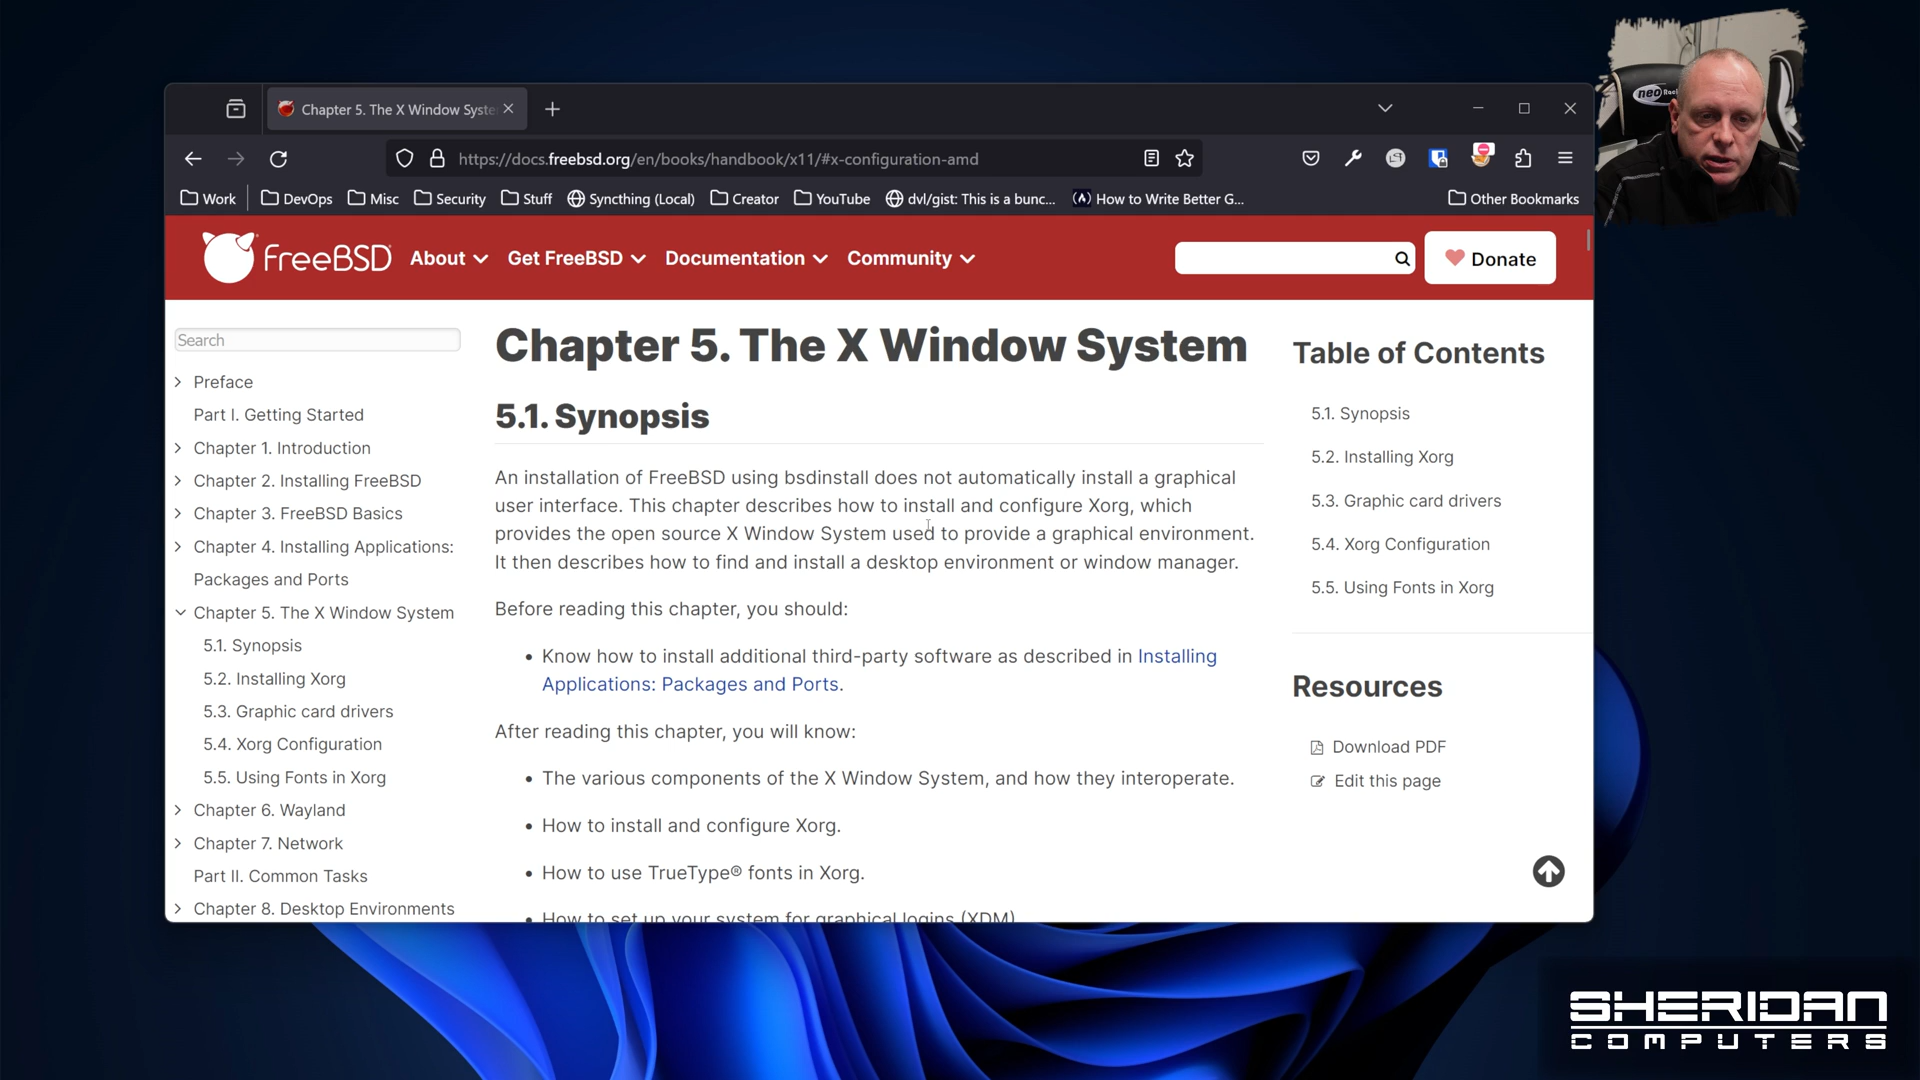 Chapter 5. The X Window Syste
https://docs.freebsd.org/en/books/handbook/x11/#x-configuration-amd
Work
DevOps
Misc
Security
Stuff
Syncthing (Local)
Creator
YouTube
dvl/gist: This is a bunc...
How to Write Better G...
Other Bookmarks
neo
FreeBSD
About
Get FreeBSD
Documentation
Community
Donate
Search
Preface
Part I. Getting Started
Chapter 1. Introduction
Chapter 2. Installing FreeBSD
Chapter 3. FreeBSD Basics
Chapter 4. Installing Applications:
Packages and Ports
Chapter 5. The X Window System
5.1. Synopsis
5.2. Installing Xorg
5.3. Graphic card drivers
5.4. Xorg Configuration
5.5. Using Fonts in Xorg
Chapter 6. Wayland
Chapter 7. Network
Part II. Common Tasks
Chapter 8. Desktop Environments
Chapter 5. The X Window System
5.1. Synopsis
An installation of FreeBSD using bsdinstall does not automatically install a graphical
user interface. This chapter describes how to install and configure Xorg, which
provides the open source X Window System used to provide a graphical environment.
It then describes how to find and install a desktop environment or window manager.
Before reading this chapter, you should:
• Know how to install additional third-party software as described in Installing
Applications: Packages and Ports.
After reading this chapter, you will know:
• The various components of the X Window System, and how they interoperate.
• How to install and configure Xorg.
• How to use TrueType® fonts in Xorg.
• How to set up your system for graphical logins (XDM)
Table of Contents
5.1. Synopsis
5.2. Installing Xorg
5.3. Graphic card drivers
5.4. Xorg Configuration
5.5. Using Fonts in Xorg
Resources
Download PDF
Edit this page
SHERIDAN
COMPUTERS